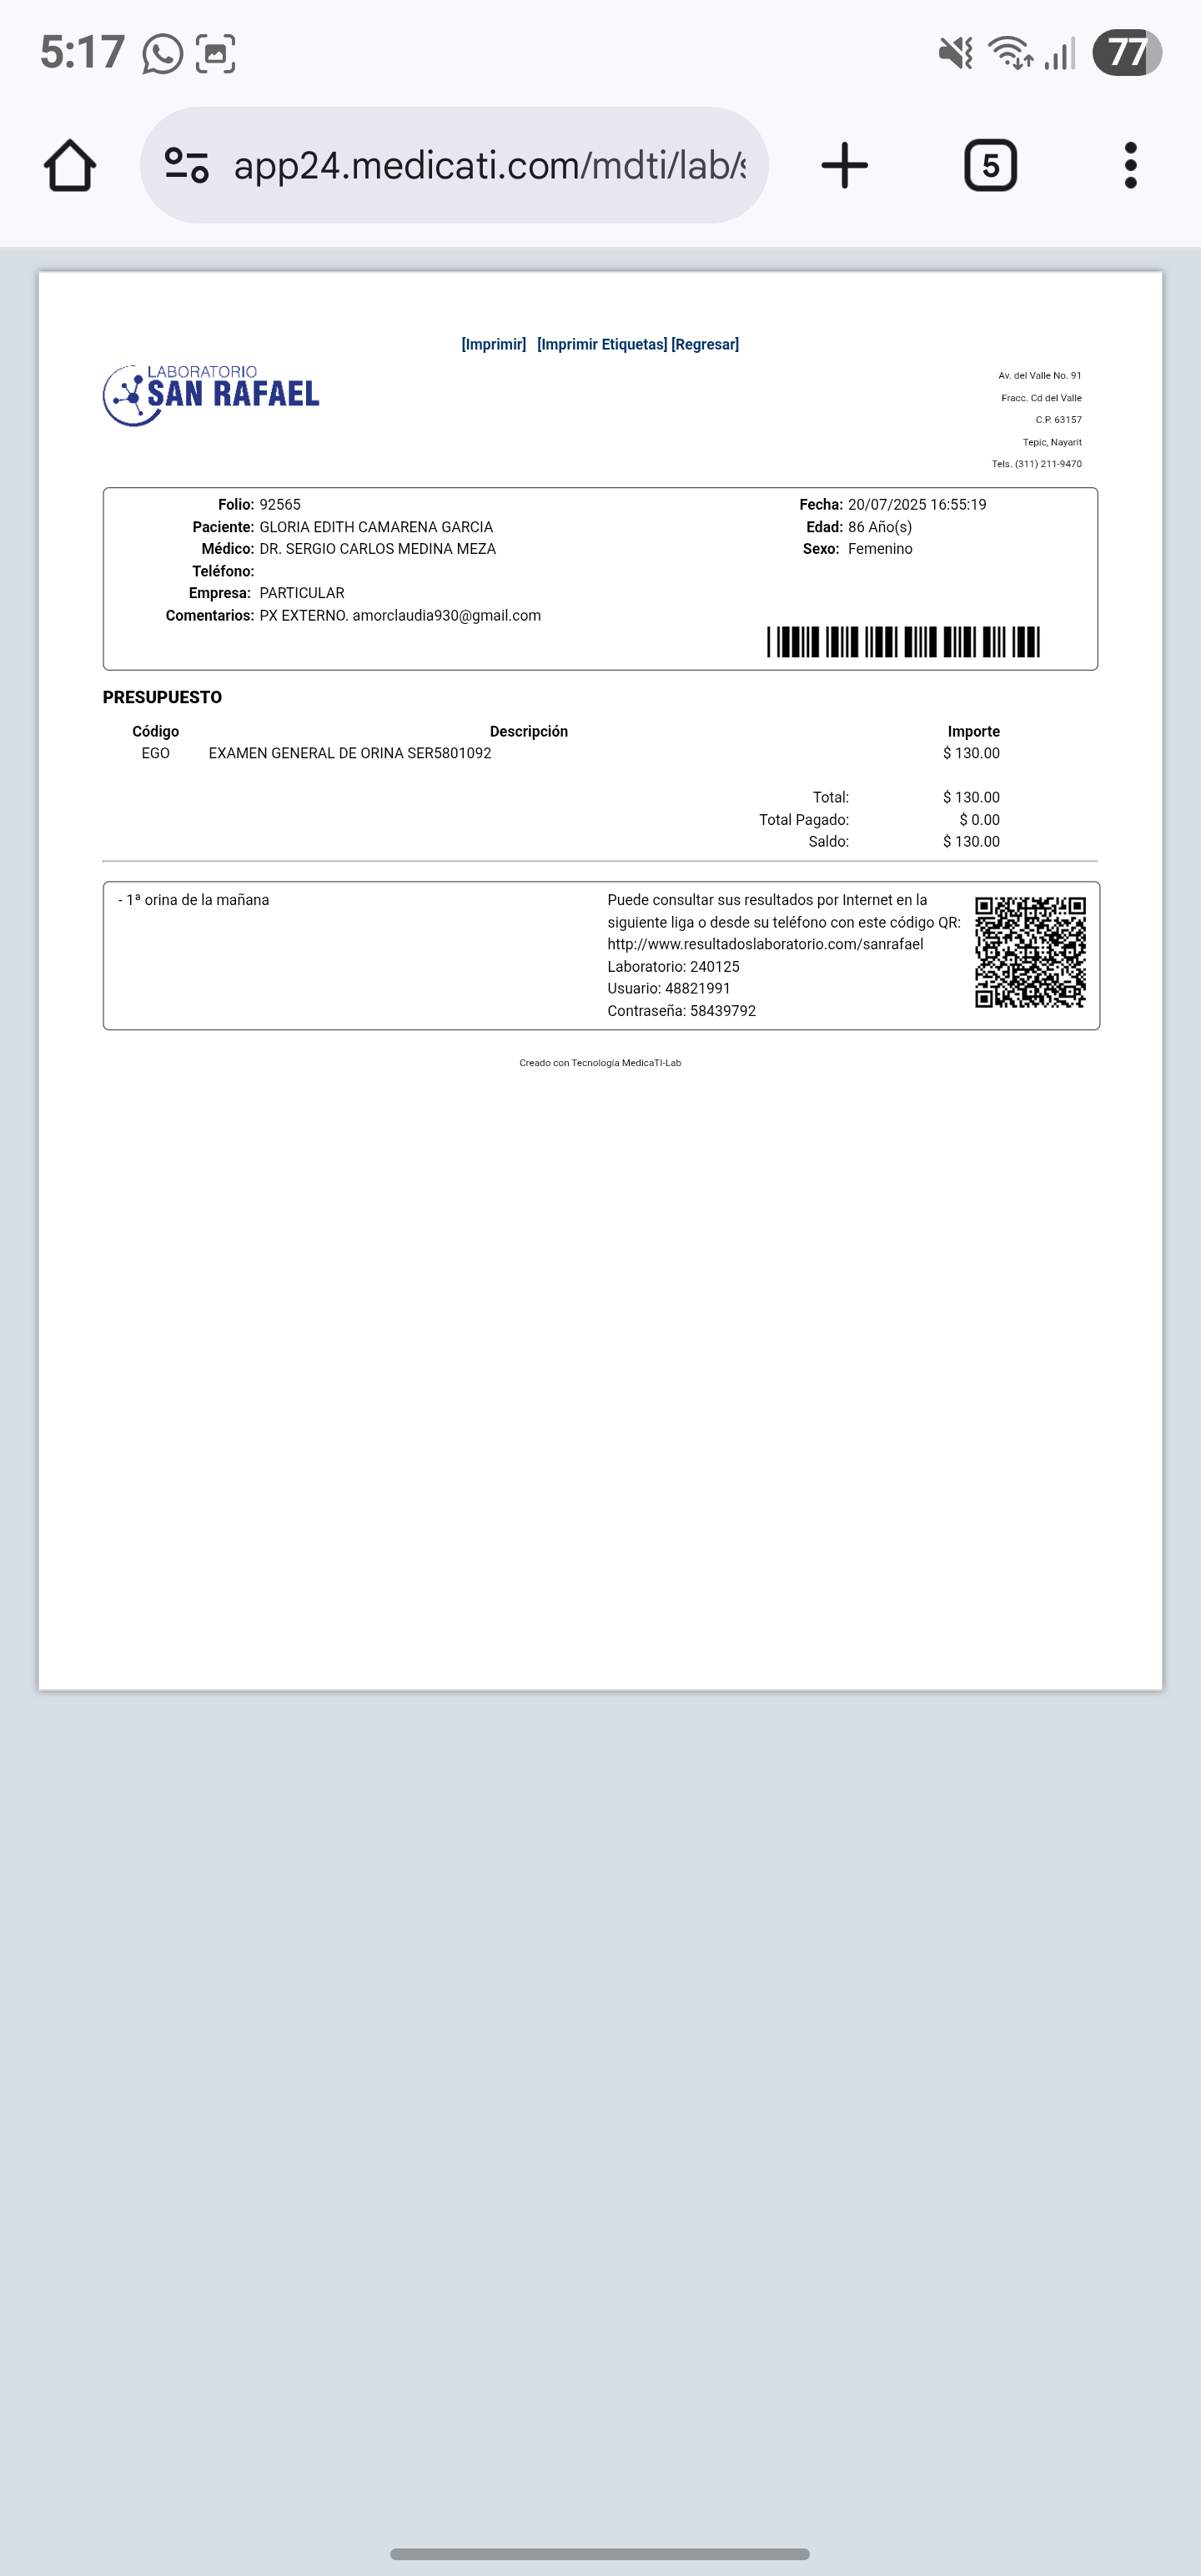 5:17
77
app24.medicati.com/mdti/lab/
5
[Imprimir] [Imprimir Etiquetas] [Regresar]
LABORATORIO
SAN RAFAEL
Av. del Valle No. 91
Fracc. Cd del Valle
C.P. 63157
Tepic, Nayarit
Tels. (311) 211-9470
Folio: 92565
Fecha: 20/07/2025 16:55:19
Paciente: GLORIA EDITH CAMARENA GARCIA
Edad: 86 Año(s)
Médico: DR. SERGIO CARLOS MEDINA MEZA
Sexo: Femenino
Teléfono:
Empresa: PARTICULAR
Comentarios: PX EXTERNO. amorclaudia930@gmail.com
PRESUPUESTO
Código Descripción Importe
EGO EXAMEN GENERAL DE ORINA SER5801092 $ 130.00
Total: $ 130.00
Total Pagado: $ 0.00
Saldo: $ 130.00
- 1ª orina de la mañana
Puede consultar sus resultados por Internet en la
siguiente liga o desde su teléfono con este código QR:
http://www.resultadoslaboratorio.com/sanrafael
Laboratorio: 240125
Usuario: 48821991
Contraseña: 58439792
Creado con Tecnología MedicaTI-Lab